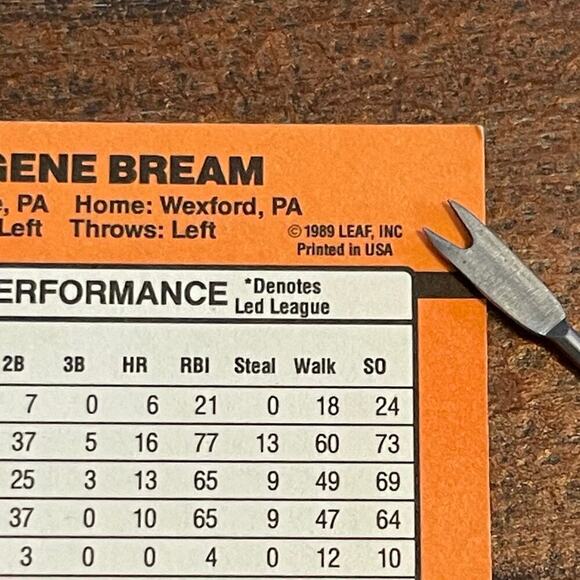 GENE BREAM
, PA Home: Wexford, PA
Left Throws: Left
© 1989 LEAF, INC
Printed in USA
ERFORMANCE *Denotes
Led League
2B 3B HR RBI Steal Walk SO
7 0 6 21 0 18 24
37 5 16 77 13 60 73
25 3 13 65 9 49 69
37 0 10 65 9 47 64
3 0 0 4 0 12 10